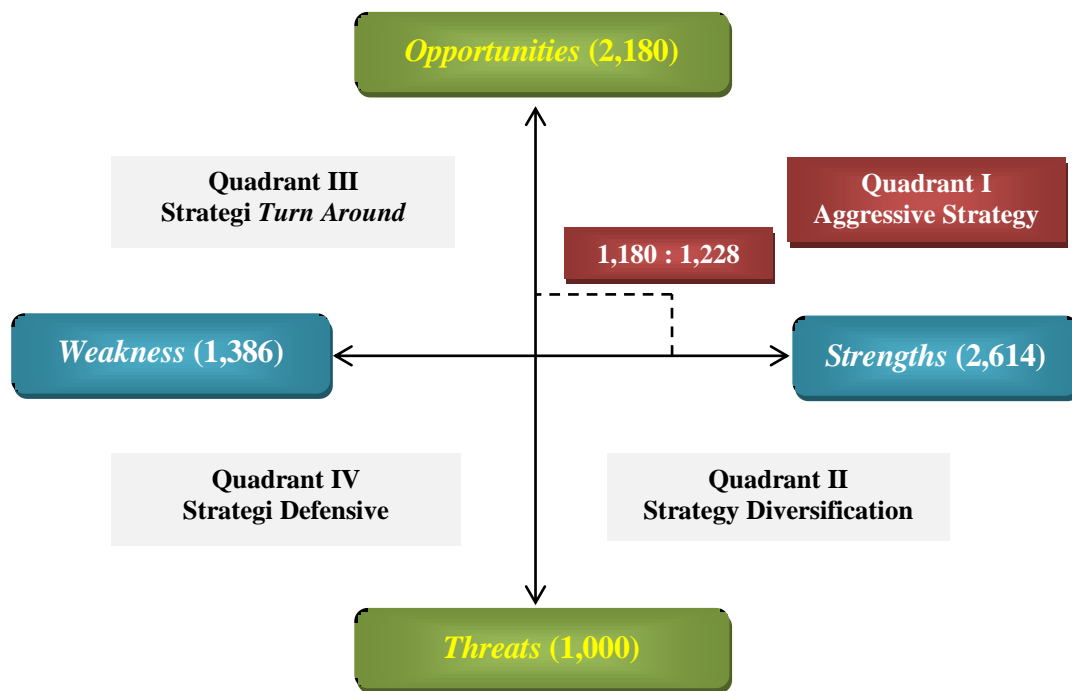 Opportunities (2,180)
Quadrant III
Strategi Turn Around
Quadrant I
Aggressive Strategy
1,180 : 1,228
Weakness (1,386)
Strengths (2,614)
Quadrant IV
Strategi Defensive
Quadrant II
Strategy Diversification
Threats (1,000)